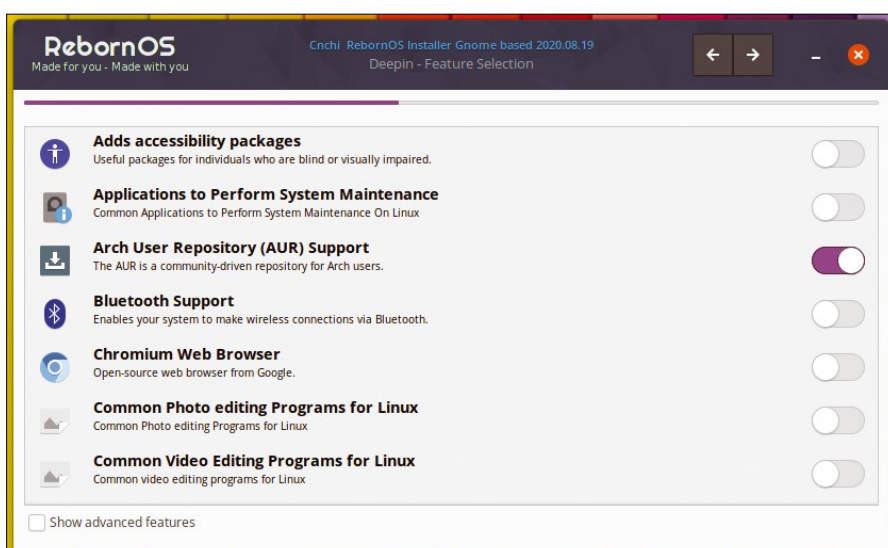 RebornOS
Made for you - Made with you
Cnchi RebornOS Installer Gnome based 2020.08.19
Deepin - Feature Selection
Adds accessibility packages
Useful packages for individuals who are blind or visually impaired.
Applications to Perform System Maintenance
Common Applications to Perform System Maintenance On Linux
Arch User Repository (AUR) Support
The AUR is a community-driven repository for Arch users.
Bluetooth Support
Enables your system to make wireless connections via Bluetooth.
Chromium Web Browser
Open-source web browser from Google.
Common Photo editing Programs for Linux
Common Photo editing Programs for Linux
Common Video Editing Programs for Linux
Common video editing programs for Linux
Show advanced features